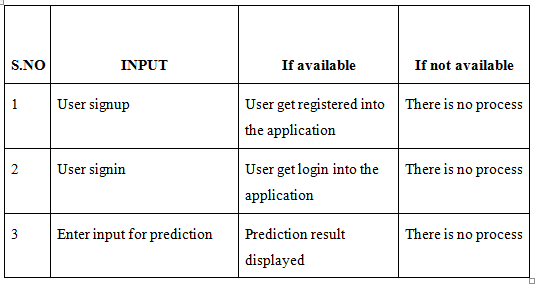 S.NO INPUT If available If not available
1 User signup User get registered into There is no process
the application
2 User signin User get login into the There is no process
application
3 Enter input for prediction Prediction result There is no process
displayed